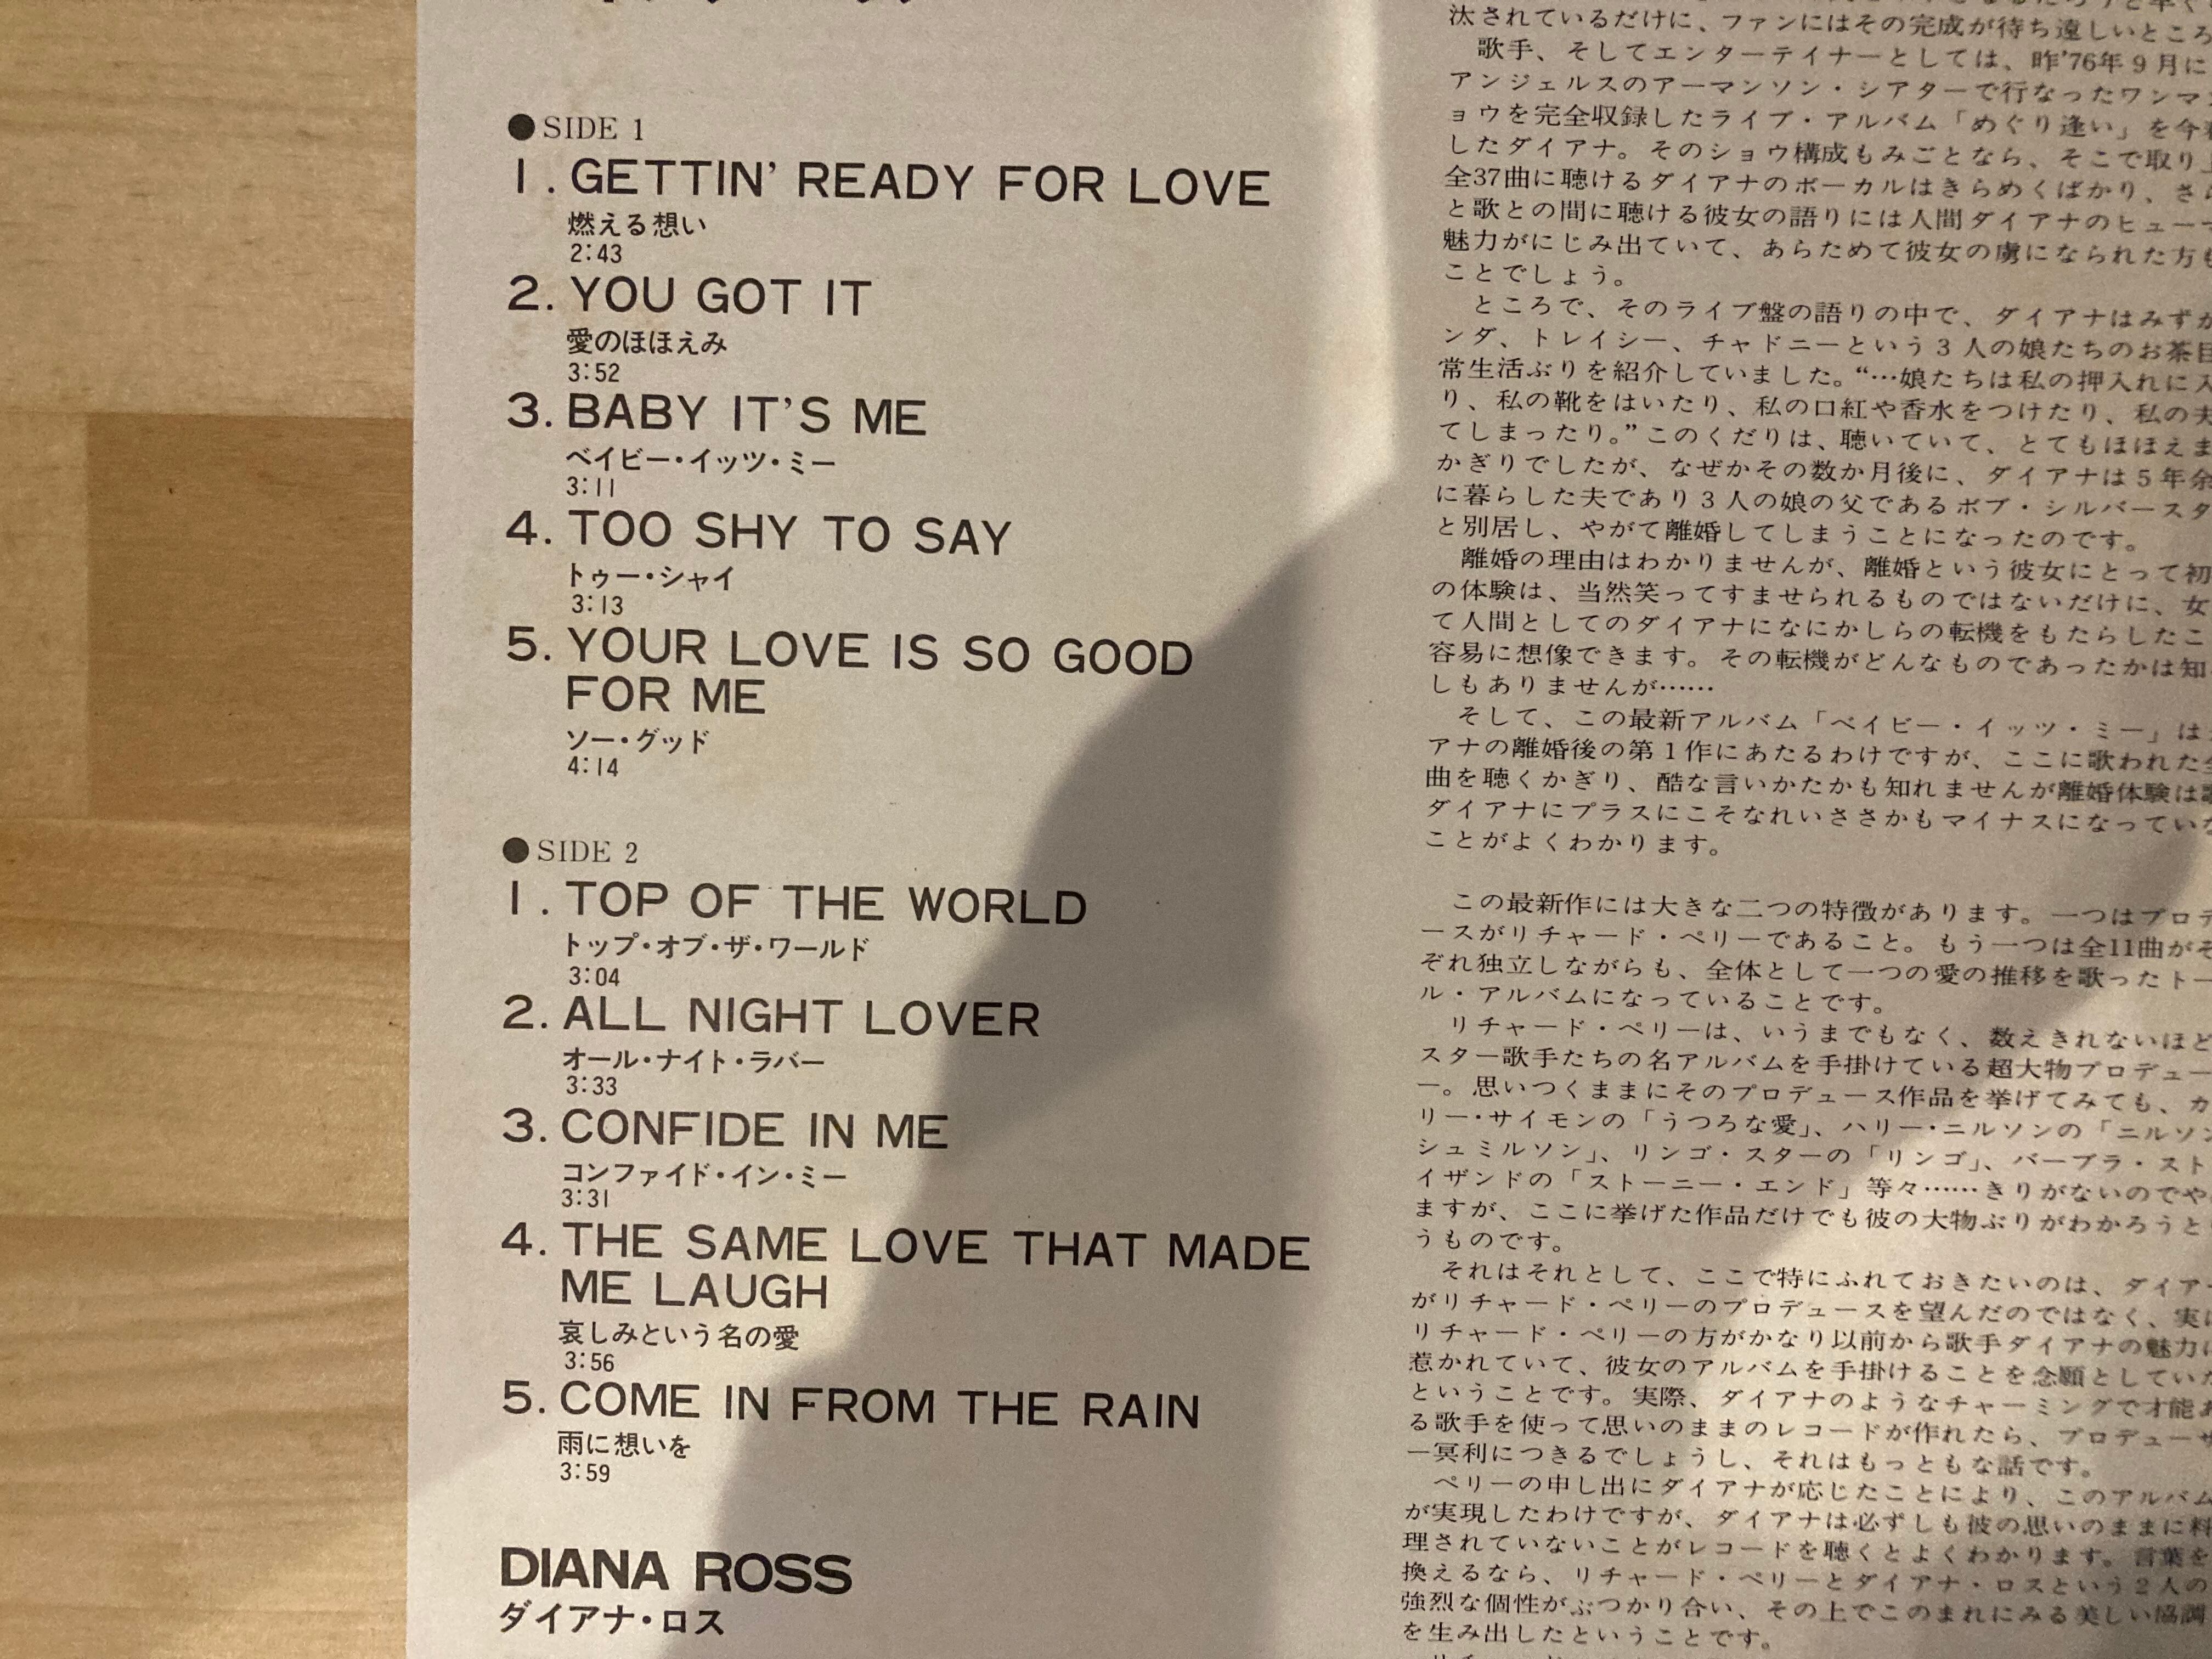 ●SIDE 1
1. GETTIN' READY FOR LOVE
燃える想い
2:43
2. YOU GOT IT
愛のほほえみ
3:52
3. BABY IT'S ME
ベイビー・イッツ・ミー
3:11
4. TOO SHY TO SAY
トゥー・シャイ
3:13
5. YOUR LOVE IS SO GOOD
FOR ME
ソー・グッド
4:14
●SIDE 2
1. TOP OF THE WORLD
トップ・オブ・ザ・ワールド
3:04
2. ALL NIGHT LOVER
オール・ナイト・ラバー
3:33
3. CONFIDE IN ME
コンファイド・イン・ミー
3:31
4. THE SAME LOVE THAT MADE
ME LAUGH
哀しみという名の愛
3:56
5. COME IN FROM THE RAIN
雨に想いを
3:59
DIANA ROSS
ダイアナ・ロス
汰されているだけに、ファンにはその完成が待ち遠しいところ
歌手、そしてエンターテイナーとしては、昨'76年9月に
アンジェルスのアーマンソン・シアターで行なったワンマ
ョウを完全収録したライブ・アルバム「めぐり逢い」を今
したダイアナ。そのショウ構成もみごとなら、そこで取り
全37曲に聴けるダイアナのボーカルはきらめくばかり、さ
と歌との間に聴ける彼女の語りには人間ダイアナのヒュー
魅力がにじみ出ていて、あらためて彼女の虜になられた方も
ことでしょう。
ところで、そのライブ盤の語りの中で、ダイアナはみずか
ンダ、トレイシー、チャドニーという3人の娘たちのお茶目
常生活ぶりを紹介していました。“…娘たちは私の押入れに入
り、私の靴をはいたり、私の口紅や香水をつけたり、私の夫
てしまったり。”このくだりは、聴いていて、とてもほほえま
かぎりでしたが、なぜかその数か月後に、ダイアナは5年余
に暮らした夫であり3人の娘の父であるボブ・シルバースタ
と別居し、やがて離婚してしまうことになったのです。
離婚の理由はわかりませんが、離婚という彼女にとって初
の体験は、当然笑ってすませられるものではないだけに、女
て人間としてのダイアナになにかしらの転機をもたらしたこ
容易に想像できます。その転機がどんなものであったかは知
しもありませんが……
そして、この最新アルバム「ベイビー・イッツ・ミー」は
アナの離婚後の第1作にあたるわけですが、ここに歌われた全
曲を聴くかぎり、酷な言いかたかも知れませんが離婚体験は歌
ダイアナにプラスにこそなれいささかもマイナスになっていな
ことがよくわかります。
この最新作には大きな二つの特徴があります。一つはプロデ
ースがリチャード・ペリーであること。もう一つは全11曲がそ
ぞれ独立しながらも、全体として一つの愛の推移を歌ったトー
ル・アルバムになっていることです。
リチャード・ペリーは、いうまでもなく、数えきれないほど
スター歌手たちの名アルバムを手掛けている超大物プロデュー
ー。思いつくままにそのプロデュース作品を挙げてみても、カ
リー・サイモンの「うつろな愛」、ハリー・ニルソンの「ニルソン
シュミルソン」、リンゴ・スターの「リンゴ」、バーブラ・スト
イザンドの「ストーニー・エンド」等々……きりがないのでや
ますが、ここに挙げた作品だけでも彼の大物ぶりがわかろうと
うものです。
それはそれとして、ここで特にふれておきたいのは、ダイア
がリチャード・ペリーのプロデュースを望んだのではなく、実は
リチャード・ペリーの方がかなり以前から歌手ダイアナの魅力に
惹かれていて、彼女のアルバムを手掛けることを念願としていた
ということです。実際、ダイアナのようなチャーミングで才能あ
る歌手を使って思いのままのレコードが作れたら、プロデューサ
ー冥利につきるでしょうし、それはもっともな話です。
ペリーの申し出にダイアナが応じたことにより、このアルバム
が実現したわけですが、ダイアナは必ずしも彼の思いのままに料
理されていないことがレコードを聴くとよくわかります。言葉を
換えるなら、リチャード・ペリーとダイアナ・ロスという2人の
強烈な個性がぶつかり合い、その上でこのまれにみる美しい協調
を生み出したということです。